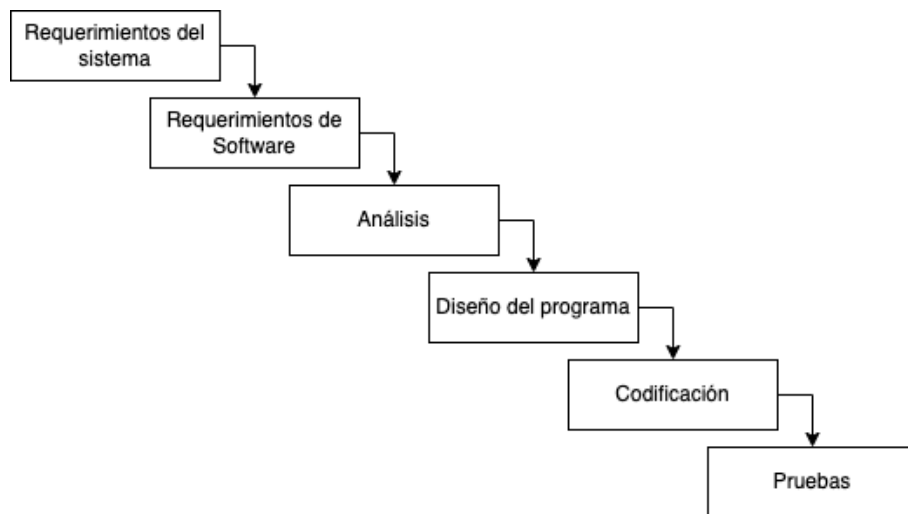 Requerimientos del
sistema
Requerimientos de
Software
Análisis
Diseño del programa
Codificación
Pruebas